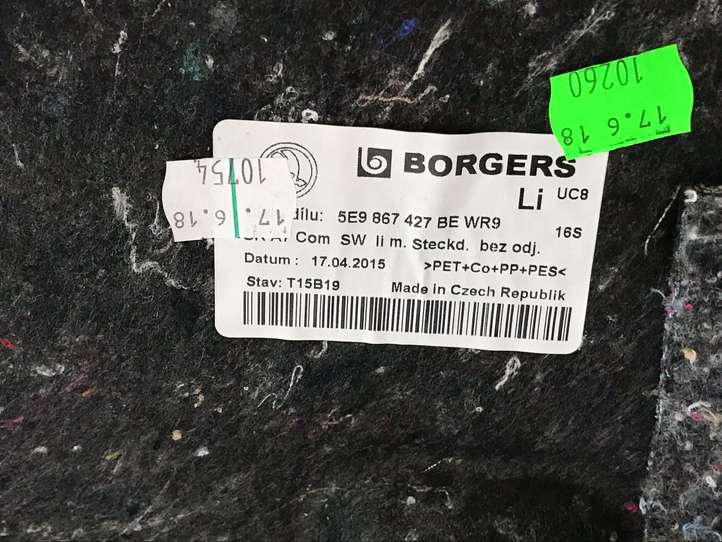 BORGERS
Li UC8
dílu: 5E9 867 427 BE WR9 16S
Com SW li m. Steckd. bez odj.
Datum : 17.04.2015 >PET+Co+PP+PES<
Stav: T15B19 Made in Czech Republik
10754
17. 6.18
10260
17. 6 18